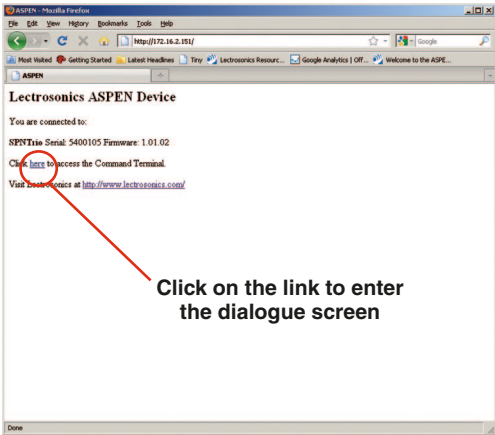 ASPEN - Mozilla Firefox
File Edit View History Bookmarks Tools Help
http://172.16.2.151/
Google
Most Visited Getting Started Latest Headlines Tiny Lectrosonics Resourc... Google Analytics | Off... Welcome to the ASPE...
ASPEN
Lectrosonics ASPEN Device
You are connected to:
SPNTrio Serial: 5400105 Firmware: 1.01.02
Click here to access the Command Terminal.
Visit Lectrosonics at http://www.lectrosonics.com/
Click on the link to enter
the dialogue screen
Done